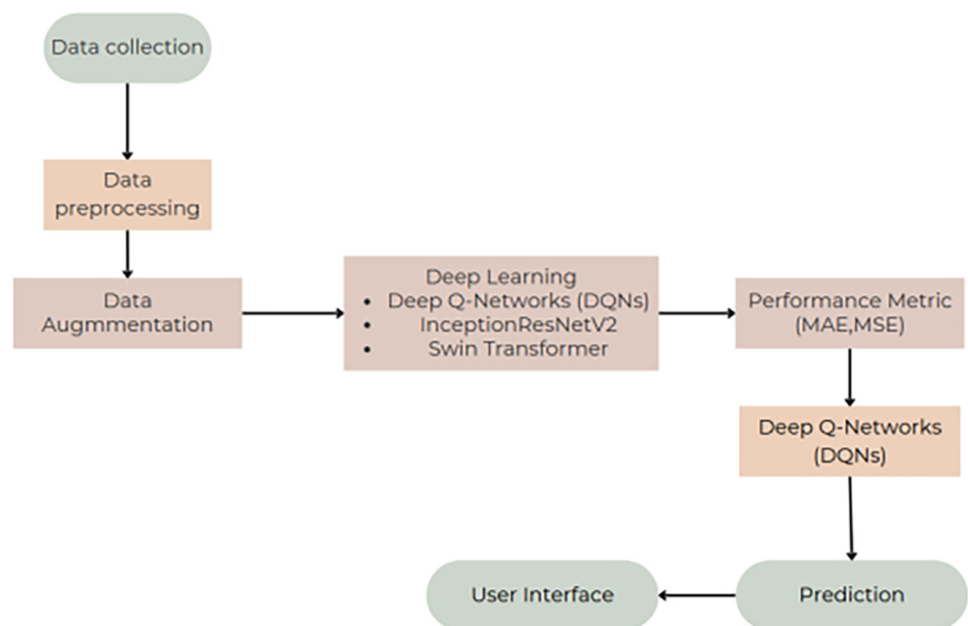 Data collection
Data
preprocessing
Data
Augmmentation
Deep Learning
• Deep Q-Networks (DQNs)
• InceptionResNetV2
• Swin Transformer
Performance Metric
(MAE,MSE)
Deep Q-Networks
(DQNs)
Prediction
User Interface